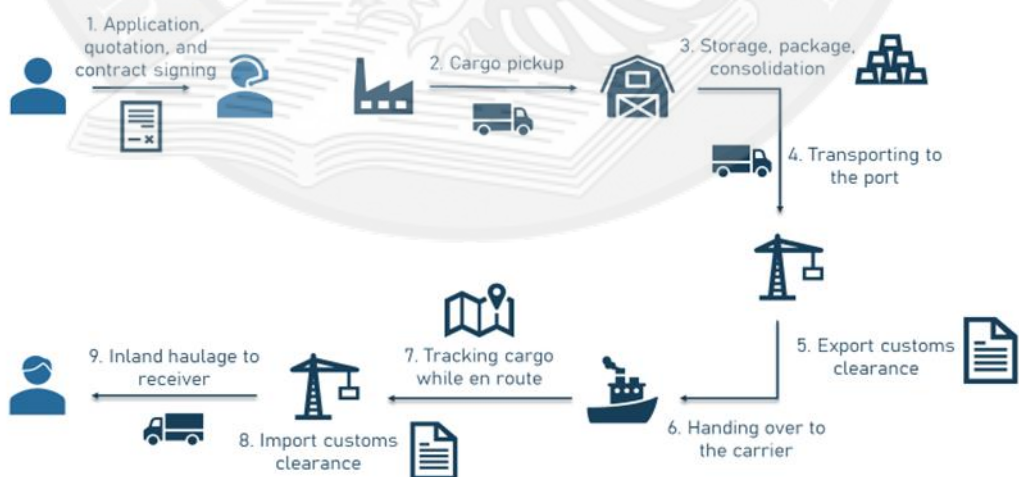 1. Application,
quotation, and
contract signing
2. Cargo pickup
3. Storage, package,
consolidation
4. Transporting to
the port
5. Export customs
clearance
6. Handing over to
the carrier
7. Tracking cargo
while en route
8. Import customs
clearance
9. Inland haulage to
receiver